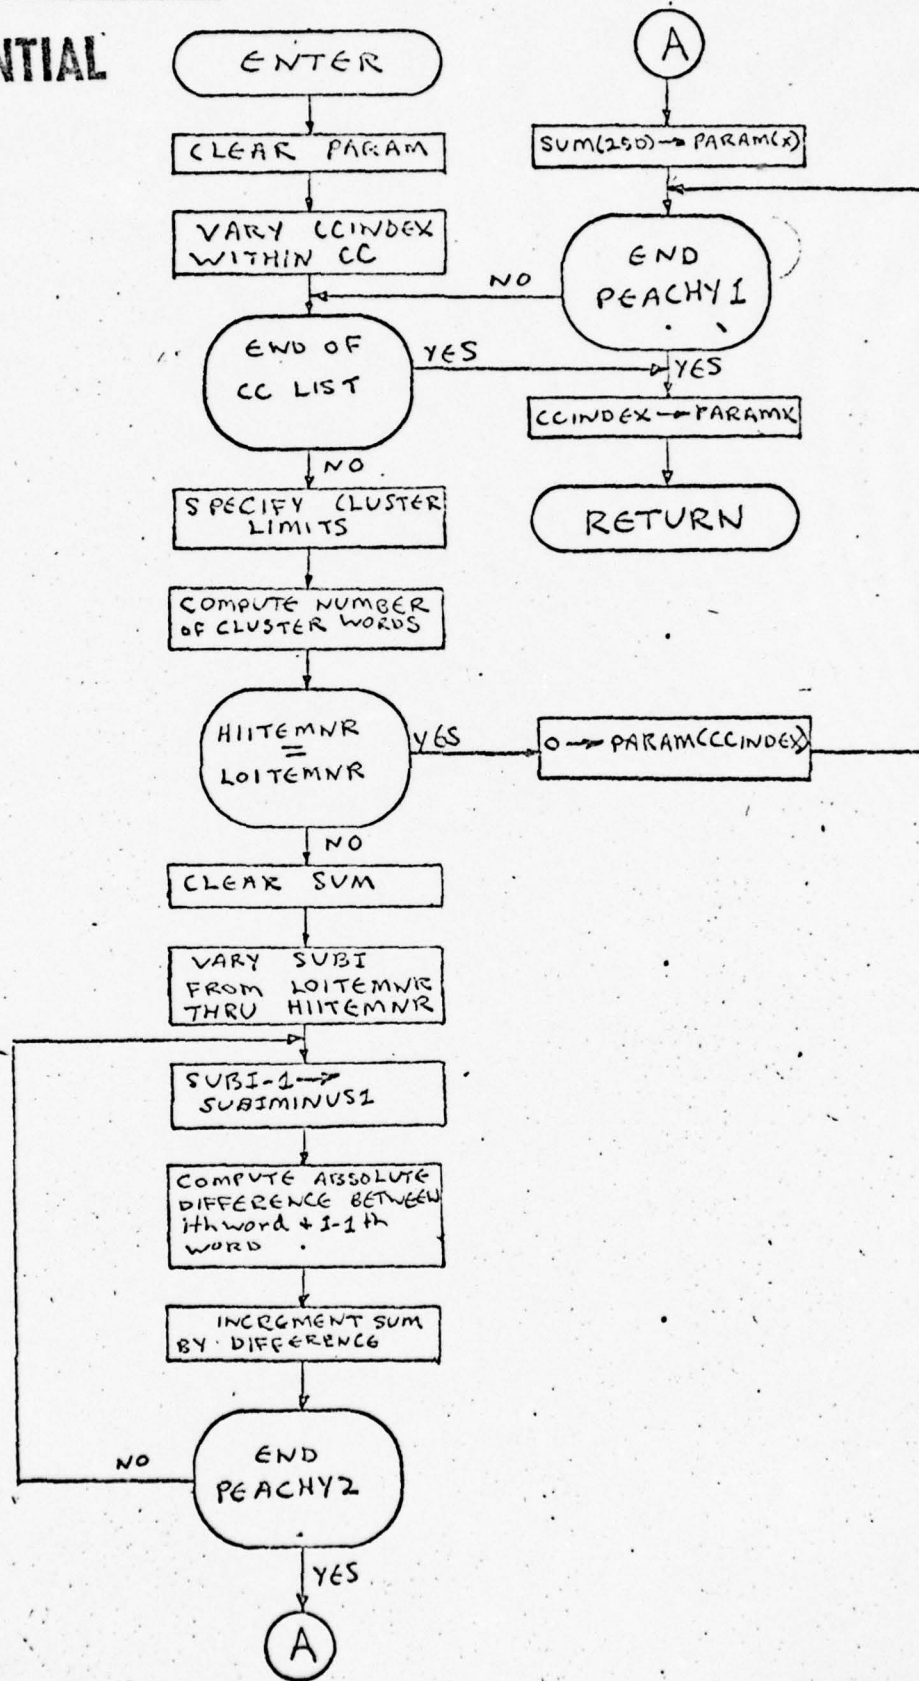 NTIAL
ENTER
CLEAR PARAM
VARY CCINDEX
WITHIN CC
END OF
CC LIST
YES
NO
SPECIFY CLUSTER
LIMITS
COMPUTE NUMBER
OF CLUSTER WORDS
HIITEMNR
=
LOITEMNR
YES
0 → PARAM(CCINDEX)
NO
CLEAR SUM
VARY SUBI
FROM LOITEMNR
THRU HIITEMNR
SUBI-1 →
SUBIMINUS1
COMPUTE ABSOLUTE
DIFFERENCE BETWEEN
ith word + I-1 th
WORD
INCREMENT SUM
BY DIFFERENCE
END
PEACHY2
NO
YES
A
A
SUM(250) → PARAM(X)
END
PEACHY1
NO
YES
CCINDEX → PARAMX
RETURN